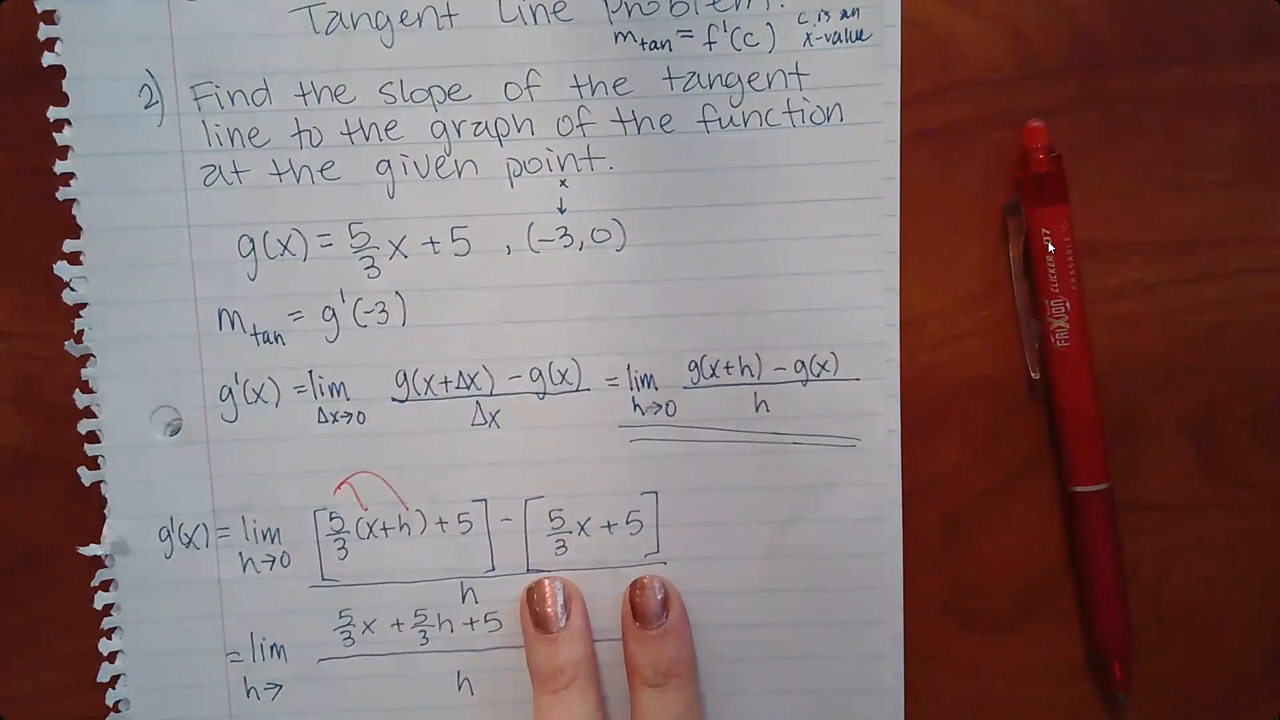 Tangent Line Problem:
m_tan = f'(c) c is an x-value
2) Find the slope of the tangent
line to the graph of the function
at the given point.
x
↓
g(x) = 5/3 x + 5 , (-3,0)
m_tan = g'(-3)
g'(x) = lim Δx→0 g(x+Δx) - g(x) / Δx = lim h→0 g(x+h) - g(x) / h
g'(x) = lim h→0 [5/3 (x+h) + 5] - [5/3 x + 5] / h
= lim h→ 5/3 x + 5/3 h + 5 / h
FRIXION CLICKER 07
ERASABLE